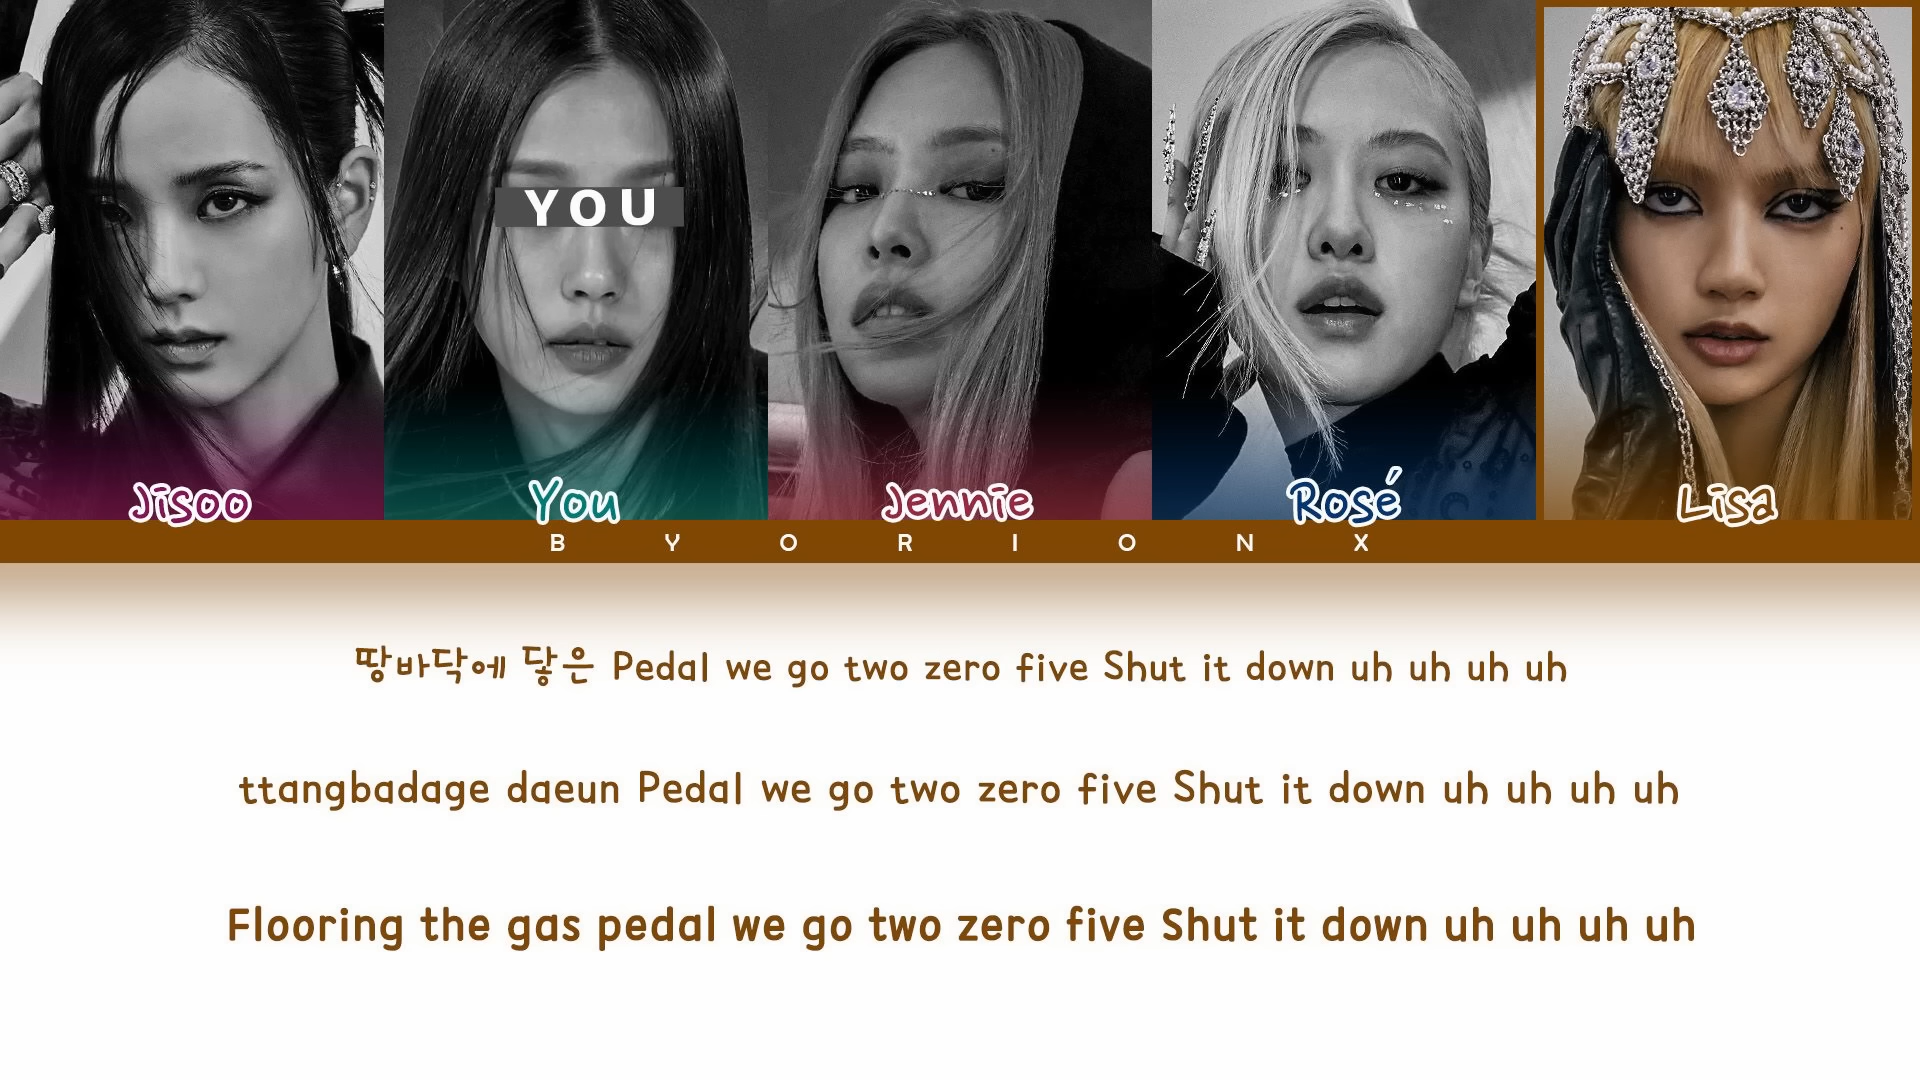 YOU
Jisoo You Jennie Rosé Lisa
BYORIONX
땅바닥에 닿은 Pedal we go two zero five Shut it down uh uh uh uh
ttangbadage daeun Pedal we go two zero five Shut it down uh uh uh uh
Flooring the gas pedal we go two zero five Shut it down uh uh uh uh